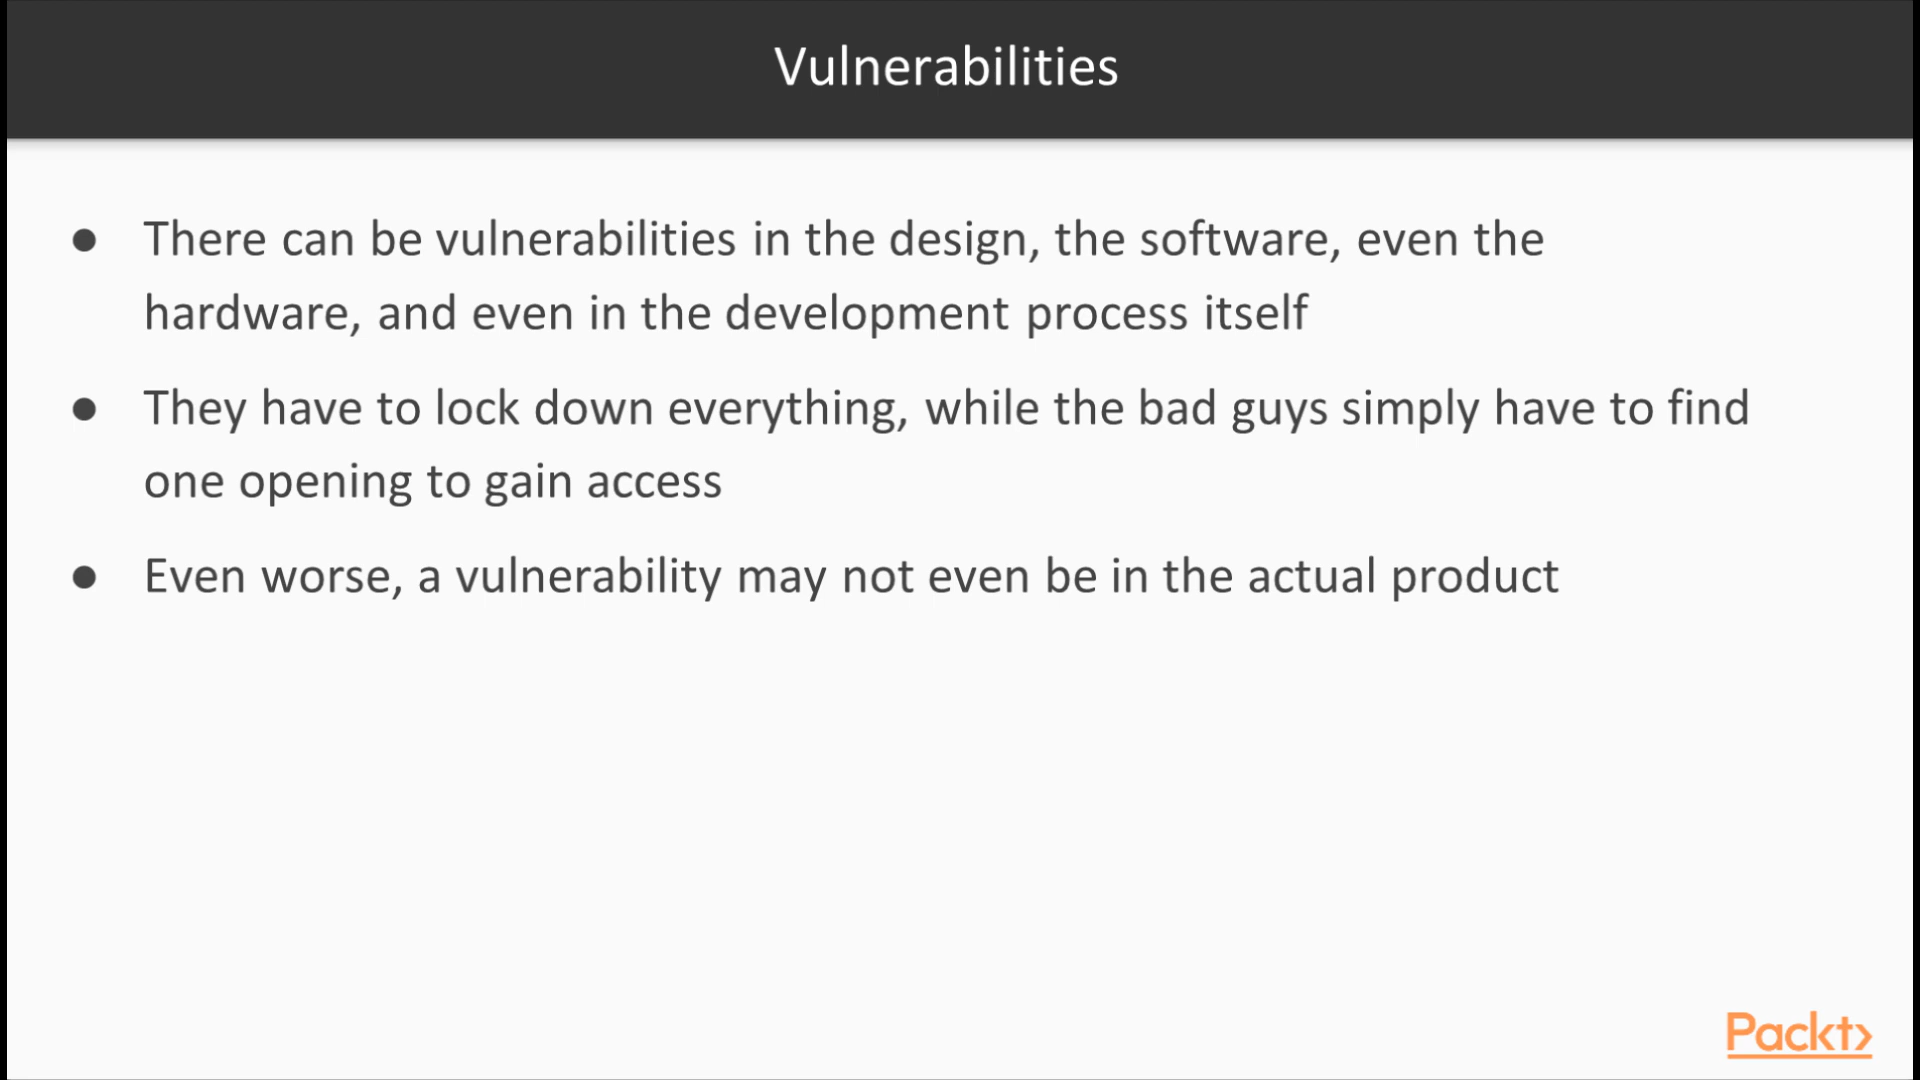 Vulnerabilities
● There can be vulnerabilities in the design, the software, even the
hardware, and even in the development process itself
● They have to lock down everything, while the bad guys simply have to find
one opening to gain access
● Even worse, a vulnerability may not even be in the actual product
Packt>